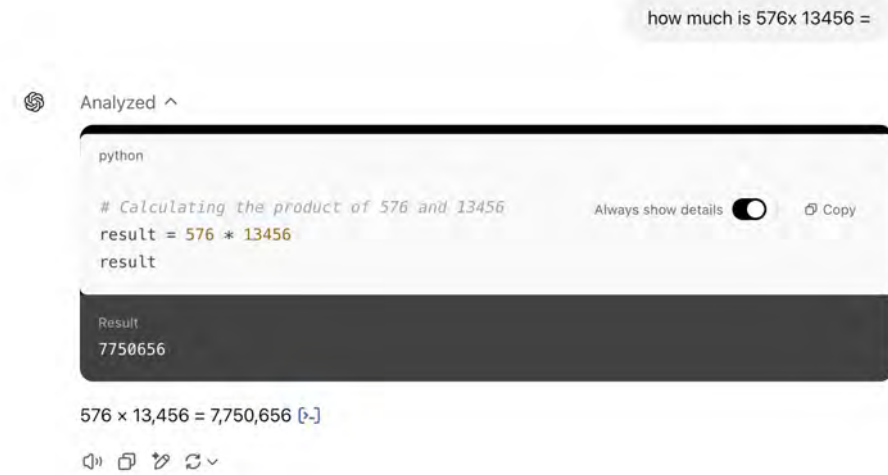 how much is 576x 13456 =
Analyzed
python
# Calculating the product of 576 and 13456
Always show details
Copy
result = 576 * 13456
result
Result
7750656
576 × 13,456 = 7,750,656 [>-]